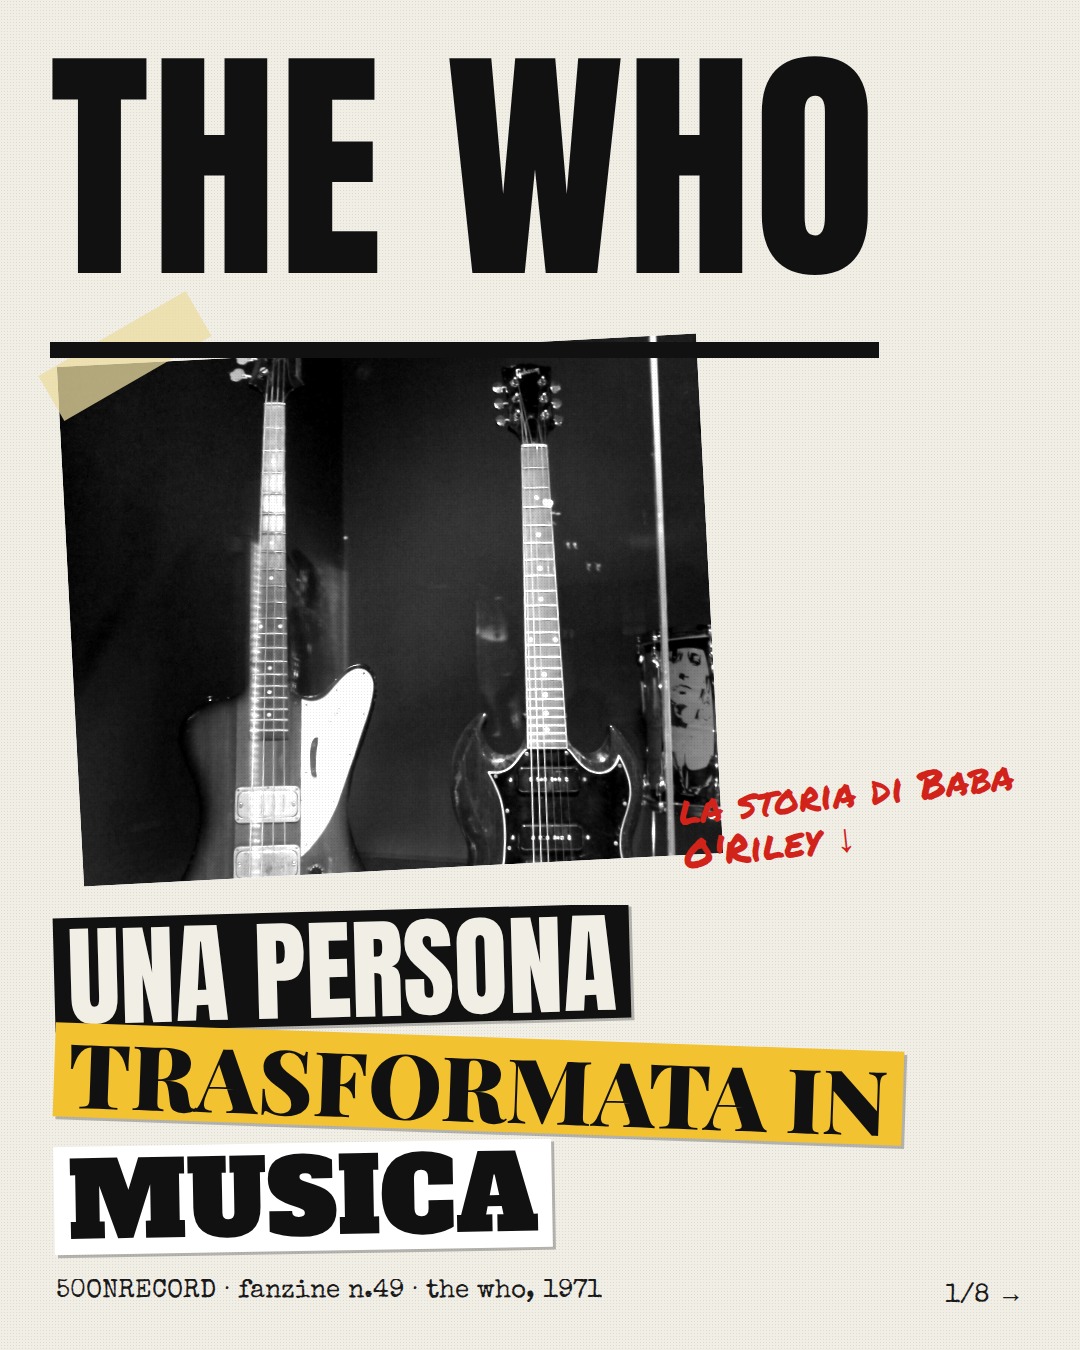 THE WHO
LA STORIA DI BABA
O'RILEY ↓
UNA PERSONA
TRASFORMATA IN
MUSICA
50ONRECORD · fanzine n.49 · the who, 1971
1/8 →